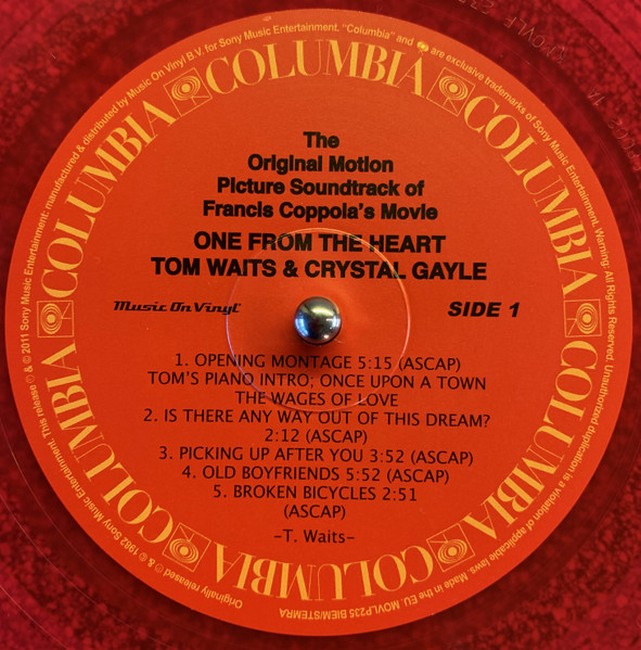 The
Original Motion
Picture Soundtrack of
Francis Coppola's Movie
ONE FROM THE HEART
TOM WAITS & CRYSTAL GAYLE
Music On Vinyl
SIDE 1
1. OPENING MONTAGE 5:15 (ASCAP)
TOM'S PIANO INTRO; ONCE UPON A TOWN
THE WAGES OF LOVE
2. IS THERE ANY WAY OUT OF THIS DREAM?
2:12 (ASCAP)
3. PICKING UP AFTER YOU 3:52 (ASCAP)
4. OLD BOYFRIENDS 5:52 (ASCAP)
5. BROKEN BICYCLES 2:51
(ASCAP)
-T. Waits-
COLUMBIA
COLUMBIA
COLUMBIA
COLUMBIA
COLUMBIA
COLUMBIA
COLUMBIA
COLUMBIA
Originally released ℗ & © 1982 Sony Music Entertainment. This release ℗ & © 2011 Sony Music Entertainment; manufactured & distributed by Music On Vinyl B.V. for Sony Music Entertainment. "Columbia" and are exclusive trademarks of Sony Music Entertainment. Warning: All Rights Reserved. Unauthorized duplication is violation of applicable laws. Made in the EU. MOVLP235 BIEM/STEMRA